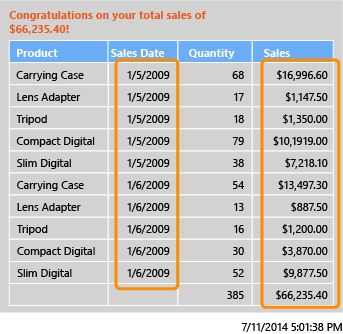 Congratulations on your total sales of
$66,235.40!
Product Sales Date Quantity Sales
Carrying Case 1/5/2009 68 $16,996.60
Lens Adapter 1/5/2009 17 $1,147.50
Tripod 1/5/2009 18 $1,350.00
Compact Digital 1/5/2009 79 $10,1919.00
Slim Digital 1/5/2009 38 $7,218.10
Carrying Case 1/6/2009 54 $13,497.30
Lens Adapter 1/6/2009 13 $887.50
Tripod 1/6/2009 16 $1,200.00
Compact Digital 1/6/2009 30 $3,870.00
Slim Digital 1/6/2009 52 $9,877.50
385 $66,235.40
7/11/2014 5:01:38 PM